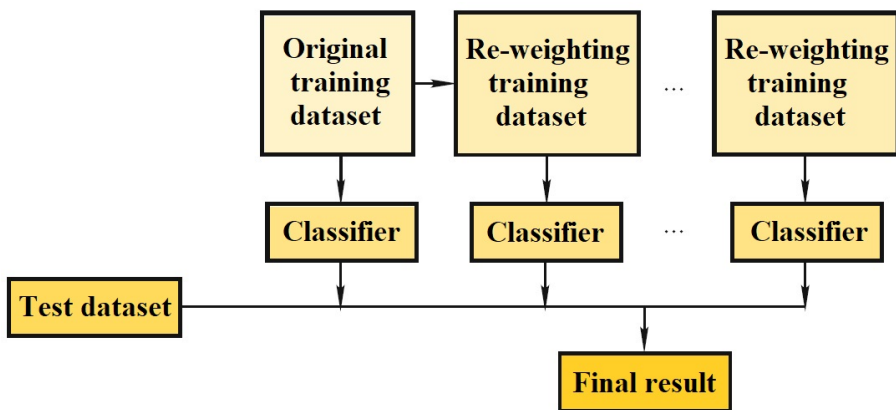 Original
training
dataset
Re-weighting
training
dataset
...
Re-weighting
training
dataset
Classifier
Classifier
...
Classifier
Test dataset
Final result